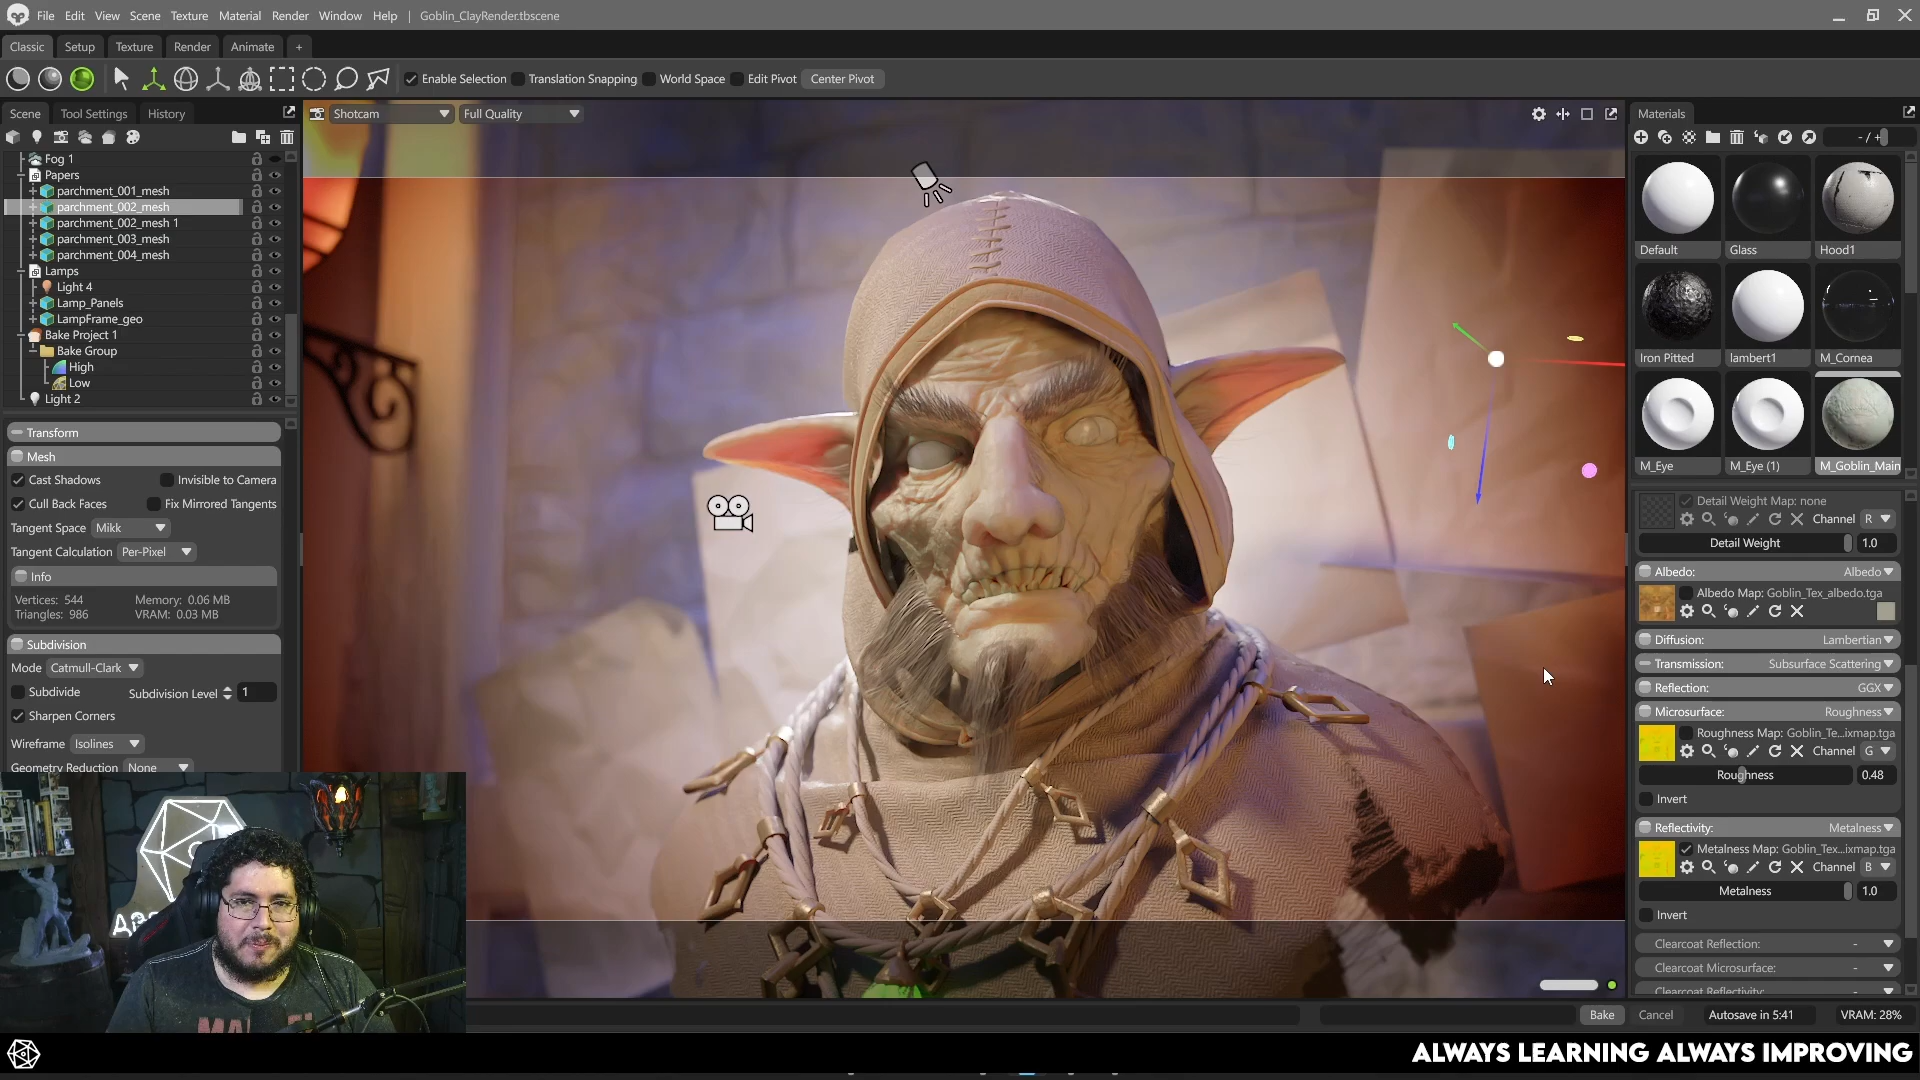 File Edit View Scene Texture Material Render Window Help | Goblin_ClayRender.tbscene
Classic Setup Texture Render Animate +
Enable Selection Translation Snapping World Space Edit Pivot Center Pivot
Scene Tool Settings History
Fog 1
Papers
parchment_001_mesh
parchment_002_mesh
parchment_002_mesh 1
parchment_003_mesh
parchment_004_mesh
Lamps
Light 4
Lamp_Panels
LampFrame_geo
Bake Project 1
Bake Group
High
Low
Light 2
Transform
Mesh
Cast Shadows Invisible to Camera
Cull Back Faces Fix Mirrored Tangents
Tangent Space Mikk
Tangent Calculation Per-Pixel
Info
Vertices: 544 Memory: 0.06 MB
Triangles: 986 VRAM: 0.03 MB
Subdivision
Mode Catmull-Clark
Subdivide Subdivision Level 1
Sharpen Corners
Wireframe Isolines
Geometry Reduction None
Shotcam Full Quality
Materials
- / +
Default Glass Hood1
Iron Pitted lambert1 M_Cornea
M_Eye M_Eye (1) M_Goblin_Main
Detail Weight Map: none
Channel R
Detail Weight 1.0
Albedo: Albedo
Albedo Map: Goblin_Tex_albedo.tga
Diffusion: Lambertian
Transmission: Subsurface Scattering
Reflection: GGX
Microsurface: Roughness
Roughness Map: Goblin_Te...ixmap.tga
Channel G
Roughness 0.48
Invert
Reflectivity: Metalness
Metalness Map: Goblin_Tex...ixmap.tga
Channel B
Metalness 1.0
Invert
Clearcoat Reflection: -
Clearcoat Microsurface: -
Clearcoat Reflectivity: -
Bake Cancel Autosave in 5:41 VRAM: 28%
ALWAYS LEARNING ALWAYS IMPROVING